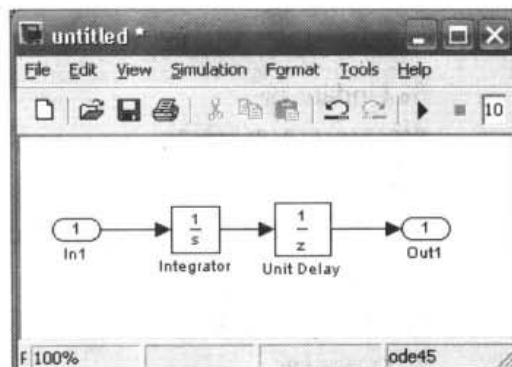 untitled *
File Edit View Simulation Format Tools Help
10
1
In1
1
s
Integrator
1
z
Unit Delay
1
Out1
F 100% ode45